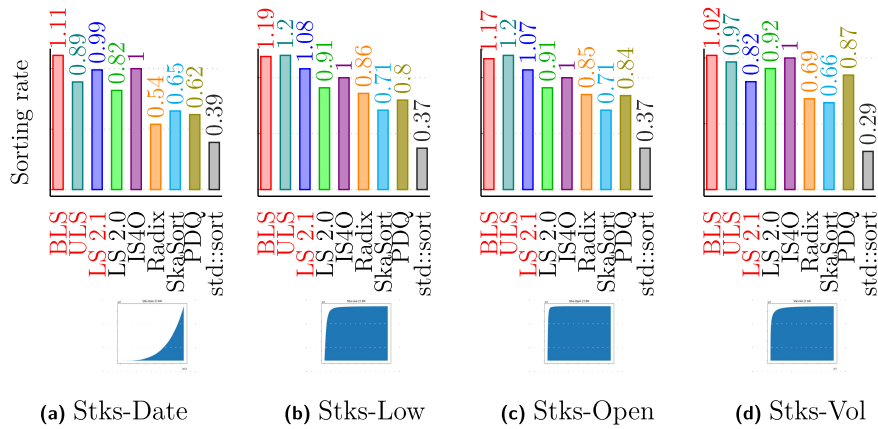 Sorting rate
1.11
0.89
0.99
0.82
1
0.54
0.65
0.62
0.39
BLS
ULS
LS 2.1
LS 2.0
IS4O
Radix
SkaSort
PDQ
std::sort
(a) Stks-Date
1.19
1.2
1.08
0.91
1
0.86
0.71
0.8
0.37
BLS
ULS
LS 2.1
LS 2.0
IS4O
Radix
SkaSort
PDQ
std::sort
(b) Stks-Low
1.17
1.2
1.07
0.91
1
0.85
0.71
0.84
0.37
BLS
ULS
LS 2.1
LS 2.0
IS4O
Radix
SkaSort
PDQ
std::sort
(c) Stks-Open
1.02
0.97
0.82
0.92
1
0.69
0.66
0.87
0.29
BLS
ULS
LS 2.1
LS 2.0
IS4O
Radix
SkaSort
PDQ
std::sort
(d) Stks-Vol